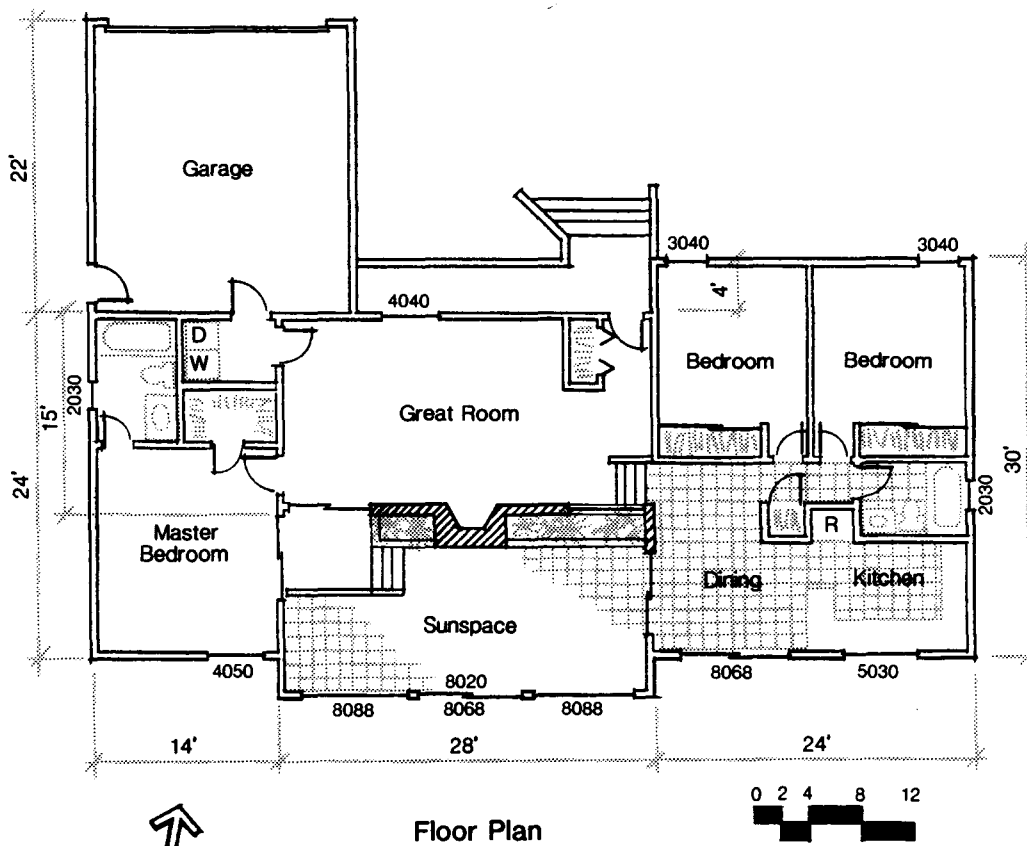 22'
Garage
3040
3040
4'
4040
D
W
Bedroom
Bedroom
2030
15'
Great Room
30'
24'
2030
R
Master
Bedroom
Dining
Kitchen
Sunspace
4050
8020
8068
5030
8088
8068
8088
14'
28'
24'
0 2 4 8 12
Floor Plan